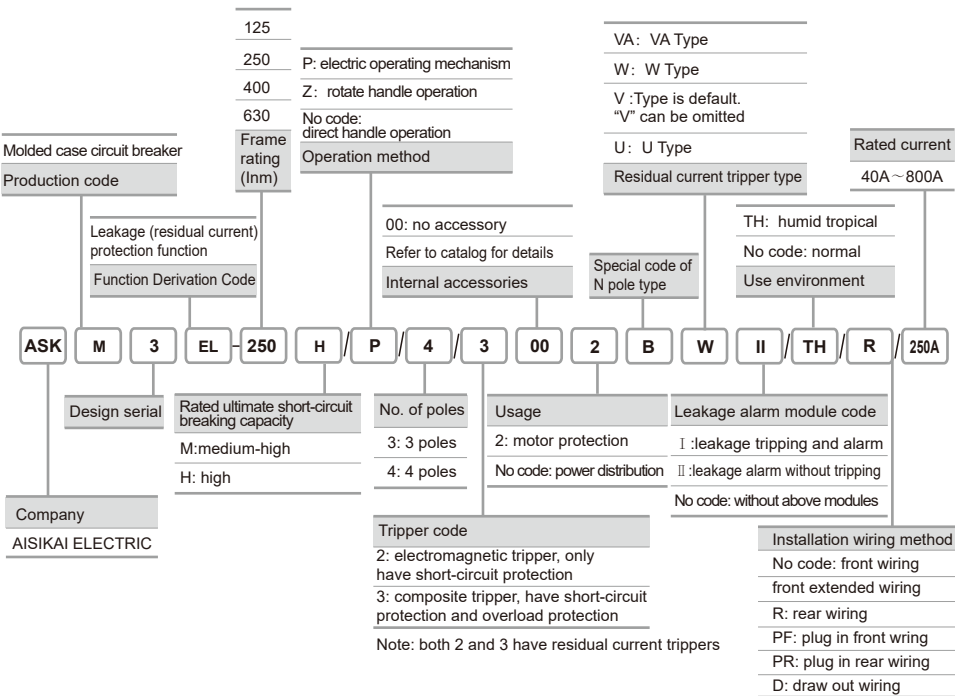 125
250
400
630
Frame
rating
(Inm)
P: electric operating mechanism
Z: rotate handle operation
No code:
direct handle operation
Operation method
VA: VA Type
W: W Type
V :Type is default.
“V” can be omitted
U: U Type
Residual current tripper type
Molded case circuit breaker
Production code
Rated current
40A～800A
Leakage (residual current)
protection function
Function Derivation Code
00: no accessory
Refer to catalog for details
Internal accessories
Special code of
N pole type
TH: humid tropical
No code: normal
Use environment
ASK M 3 EL - 250 H / P / 4 / 3 00 2 B W II / TH / R / 250A
Design serial
Rated ultimate short-circuit
breaking capacity
M:medium-high
H: high
No. of poles
3: 3 poles
4: 4 poles
Usage
2: motor protection
No code: power distribution
Leakage alarm module code
Ⅰ :leakage tripping and alarm
Ⅱ :leakage alarm without tripping
No code: without above modules
Company
AISIKAI ELECTRIC
Tripper code
2: electromagnetic tripper, only
have short-circuit protection
3: composite tripper, have short-circuit
protection and overload protection
Note: both 2 and 3 have residual current trippers
Installation wiring method
No code: front wiring
front extended wiring
R: rear wiring
PF: plug in front wiring
PR: plug in rear wiring
D: draw out wiring